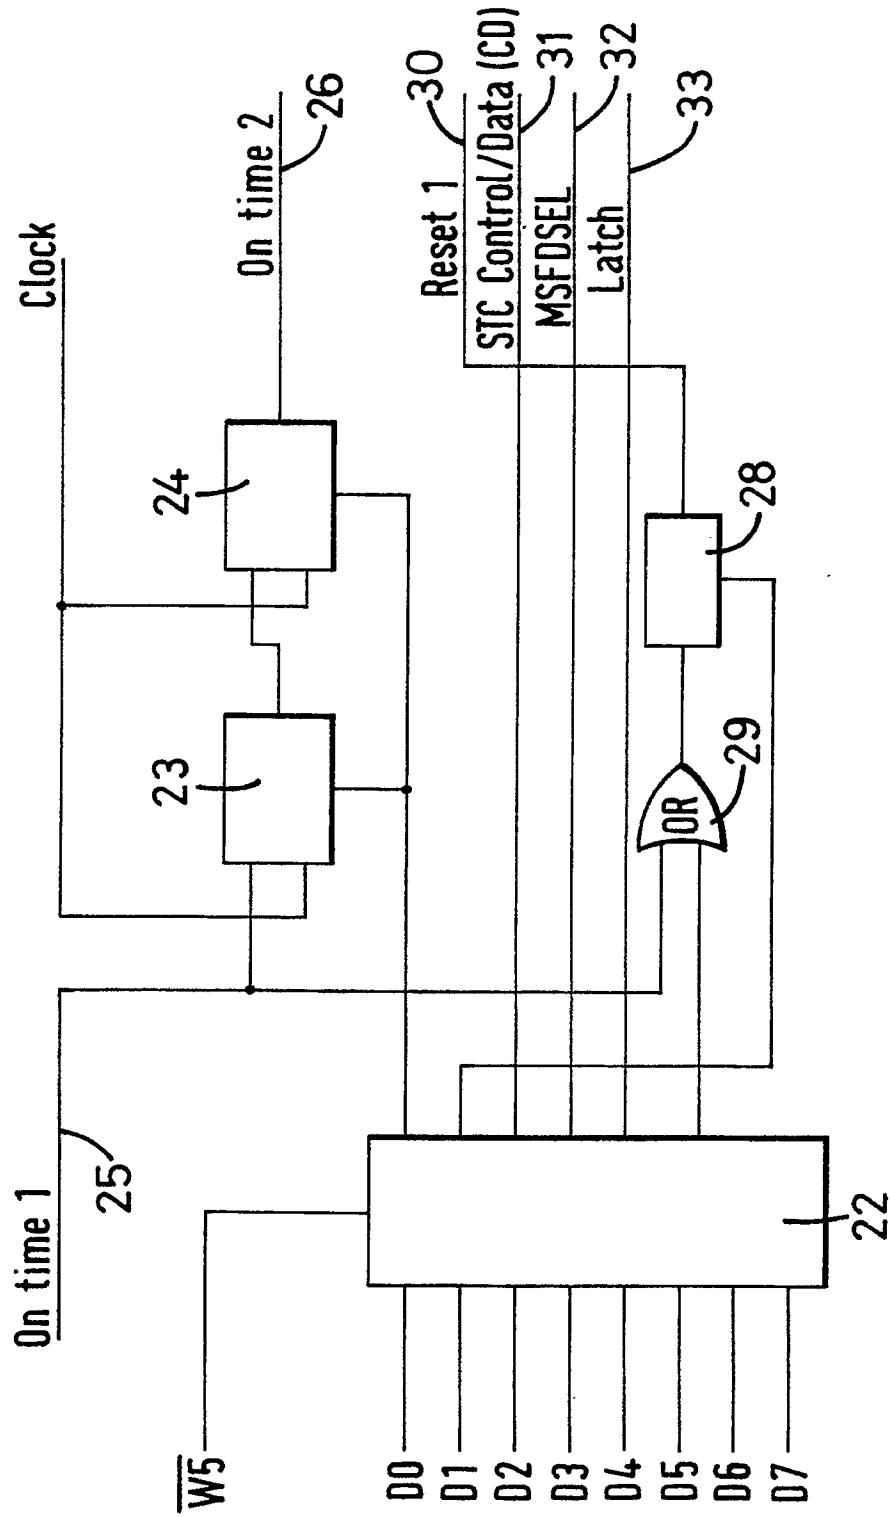 Clock
On time 1
25
23
24
On time 2
26
W5
D0
D1
D2
D3
D4
D5
D6
D7
22
OR
29
28
Reset 1
30
STC Control/Data (CD)
31
MSFDSEL
32
Latch
33